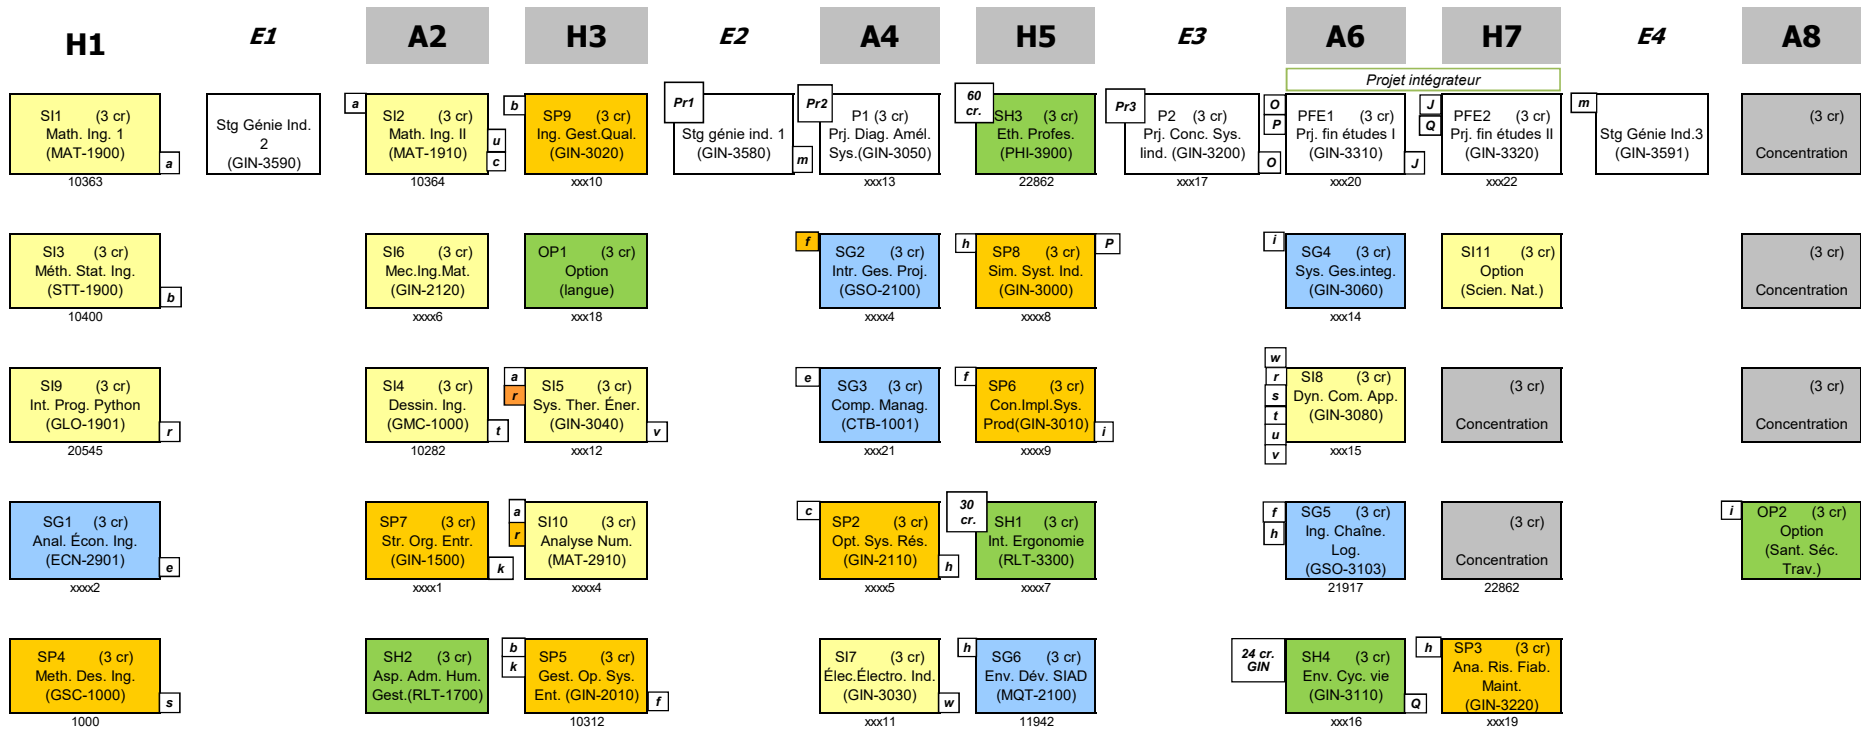 H1
E1
A2
H3
E2
A4
H5
E3
A6
H7
E4
A8
Projet intégrateur
SI1 (3 cr)
Math. Ing. 1
(MAT-1900)
a
10363
Stg Génie Ind.
2
(GIN-3590)
a
SI2 (3 cr)
Math. Ing. II
(MAT-1910)
u
c
10364
b
SP9 (3 cr)
Ing. Gest.Qual.
(GIN-3020)
xxx10
Pr1
Stg génie ind. 1
(GIN-3580)
m
Pr2
P1 (3 cr)
Prj. Diag. Amél.
Sys.(GIN-3050)
xxx13
60
cr.
SH3 (3 cr)
Eth. Profes.
(PHI-3900)
22862
Pr3
P2 (3 cr)
Prj. Conc. Sys.
Iind. (GIN-3200)
O
xxx17
O
P
PFE1 (3 cr)
Prj. fin études I
(GIN-3310)
J
xxx20
J
Q
PFE2 (3 cr)
Prj. fin études II
(GIN-3320)
xxx22
m
Stg Génie Ind.3
(GIN-3591)
(3 cr)
Concentration
SI3 (3 cr)
Méth. Stat. Ing.
(STT-1900)
b
10400
SI6 (3 cr)
Mec.Ing.Mat.
(GIN-2120)
xxxx6
OP1 (3 cr)
Option
(langue)
xxx18
f
SG2 (3 cr)
Intr. Ges. Proj.
(GSO-2100)
xxxx4
h
SP8 (3 cr)
Sim. Syst. Ind.
(GIN-3000)
P
xxxx8
i
SG4 (3 cr)
Sys. Ges.integ.
(GIN-3060)
xxx14
SI11 (3 cr)
Option
(Scien. Nat.)
(3 cr)
Concentration
SI9 (3 cr)
Int. Prog. Python
(GLO-1901)
r
20545
SI4 (3 cr)
Dessin. Ing.
(GMC-1000)
t
10282
a
r
SI5 (3 cr)
Sys. Ther. Éner.
(GIN-3040)
v
xxx12
e
SG3 (3 cr)
Comp. Manag.
(CTB-1001)
xxx21
f
SP6 (3 cr)
Con.Impl.Sys.
Prod(GIN-3010)
i
xxxx9
w
r
s
t
u
v
SI8 (3 cr)
Dyn. Com. App.
(GIN-3080)
xxx15
(3 cr)
Concentration
(3 cr)
Concentration
SG1 (3 cr)
Anal. Écon. Ing.
(ECN-2901)
e
xxxx2
SP7 (3 cr)
Str. Org. Entr.
(GIN-1500)
k
xxxx1
a
r
SI10 (3 cr)
Analyse Num.
(MAT-2910)
xxxx4
c
SP2 (3 cr)
Opt. Sys. Rés.
(GIN-2110)
h
xxxx5
30
cr.
SH1 (3 cr)
Int. Ergonomie
(RLT-3300)
xxxx7
f
h
SG5 (3 cr)
Ing. Chaîne.
Log.
(GSO-3103)
21917
(3 cr)
Concentration
22862
i
OP2 (3 cr)
Option
(Sant. Séc.
Trav.)
SP4 (3 cr)
Meth. Des. Ing.
(GSC-1000)
s
1000
SH2 (3 cr)
Asp. Adm. Hum.
Gest.(RLT-1700)
b
k
SP5 (3 cr)
Gest. Op. Sys.
Ent. (GIN-2010)
f
10312
SI7 (3 cr)
Élec.Électro. Ind.
(GIN-3030)
w
xxx11
h
SG6 (3 cr)
Env. Dév. SIAD
(MQT-2100)
11942
24 cr.
GIN
SH4 (3 cr)
Env. Cyc. vie
(GIN-3110)
Q
xxx16
h
SP3 (3 cr)
Ana. Ris. Fiab.
Maint.
(GIN-3220)
xxx19